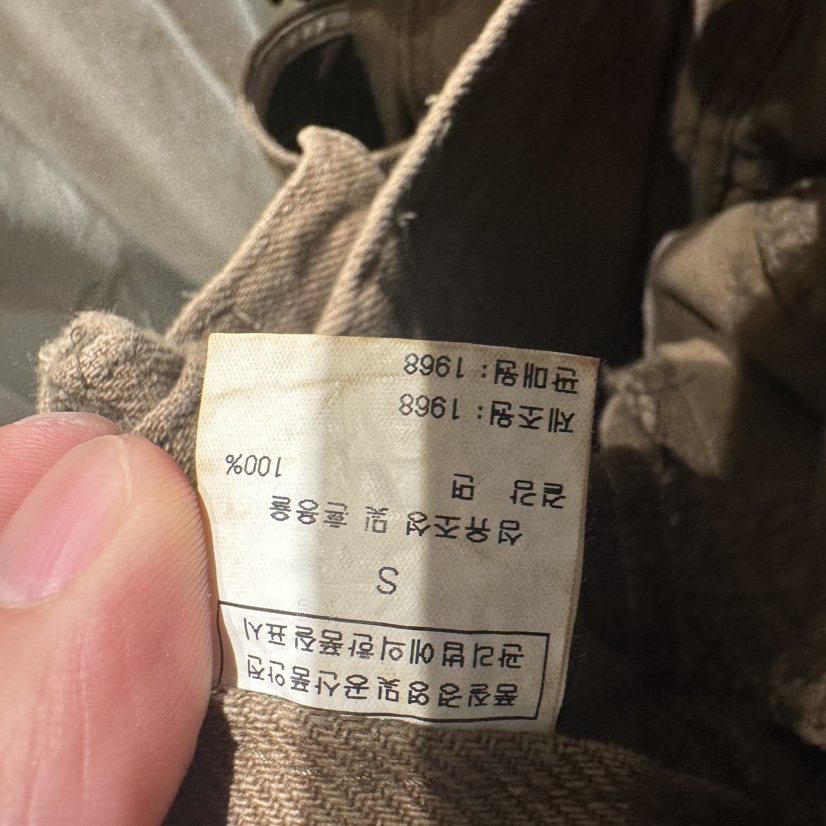 품질경영및공산품안전
관리법에의한품질표시
S
섬유조성 및 혼용율
겉감 면 100%
제조원: 1968
판매원: 1968